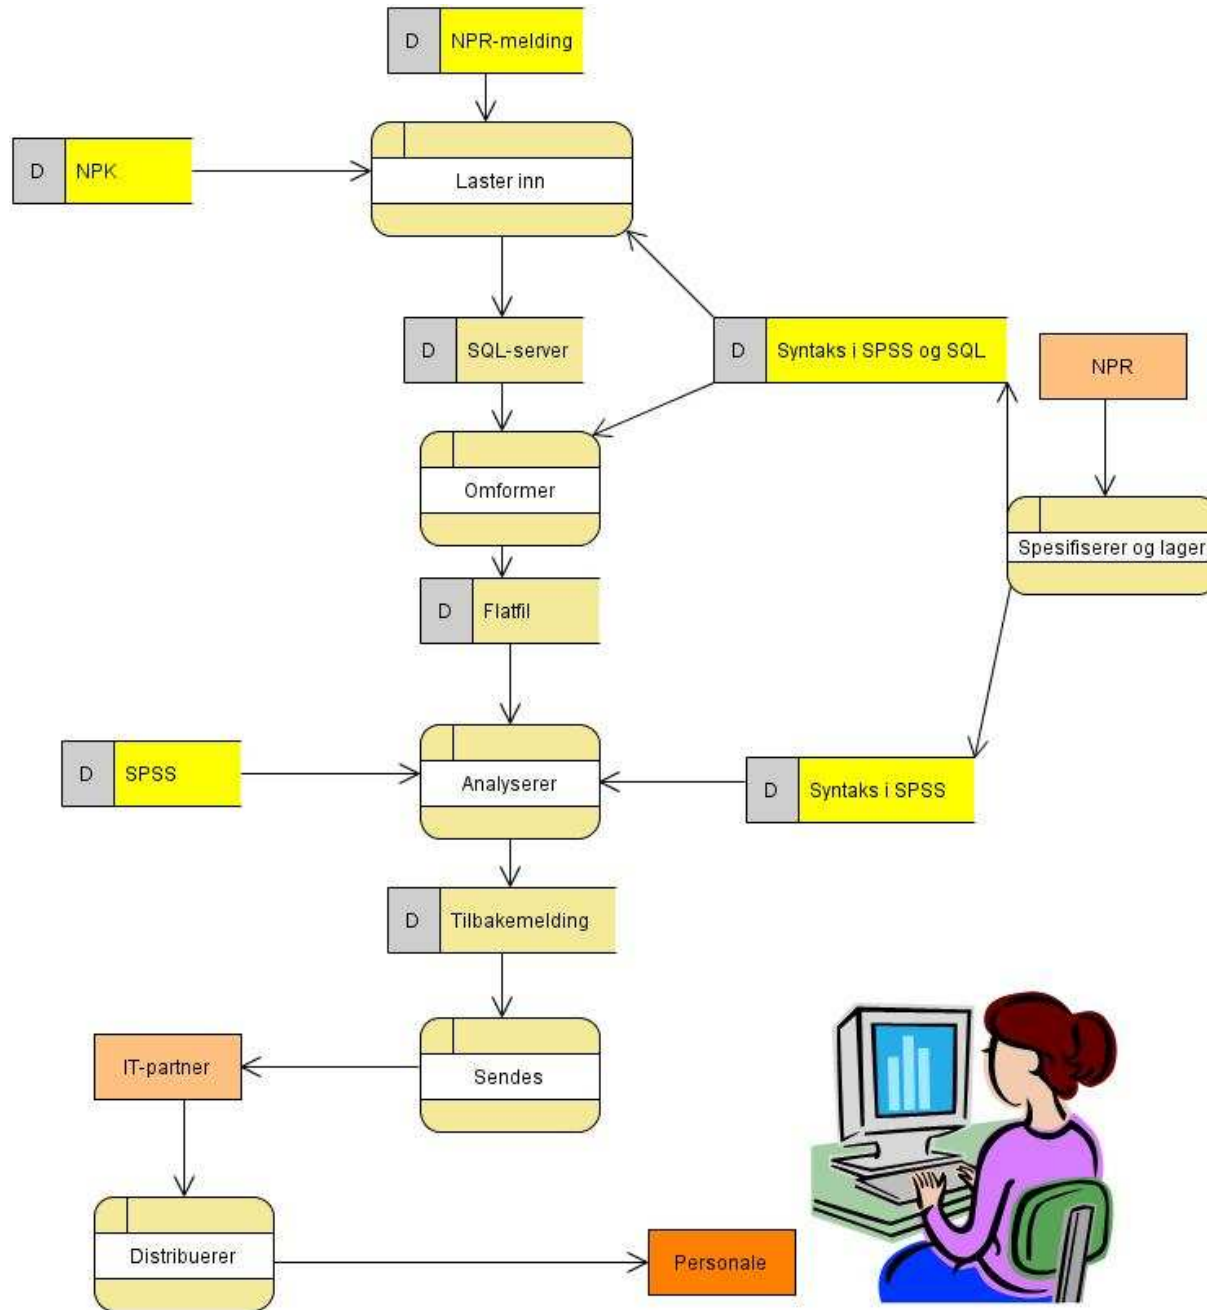 D NPR-melding
D NPK
Laster inn
D SQL-server
D Syntaks i SPSS og SQL
NPR
Omformer
Spesifiserer og lager
D Flatfil
D SPSS
Analyserer
D Syntaks i SPSS
D Tilbakemelding
IT-partner
Sendes
Distribuerer
Personale